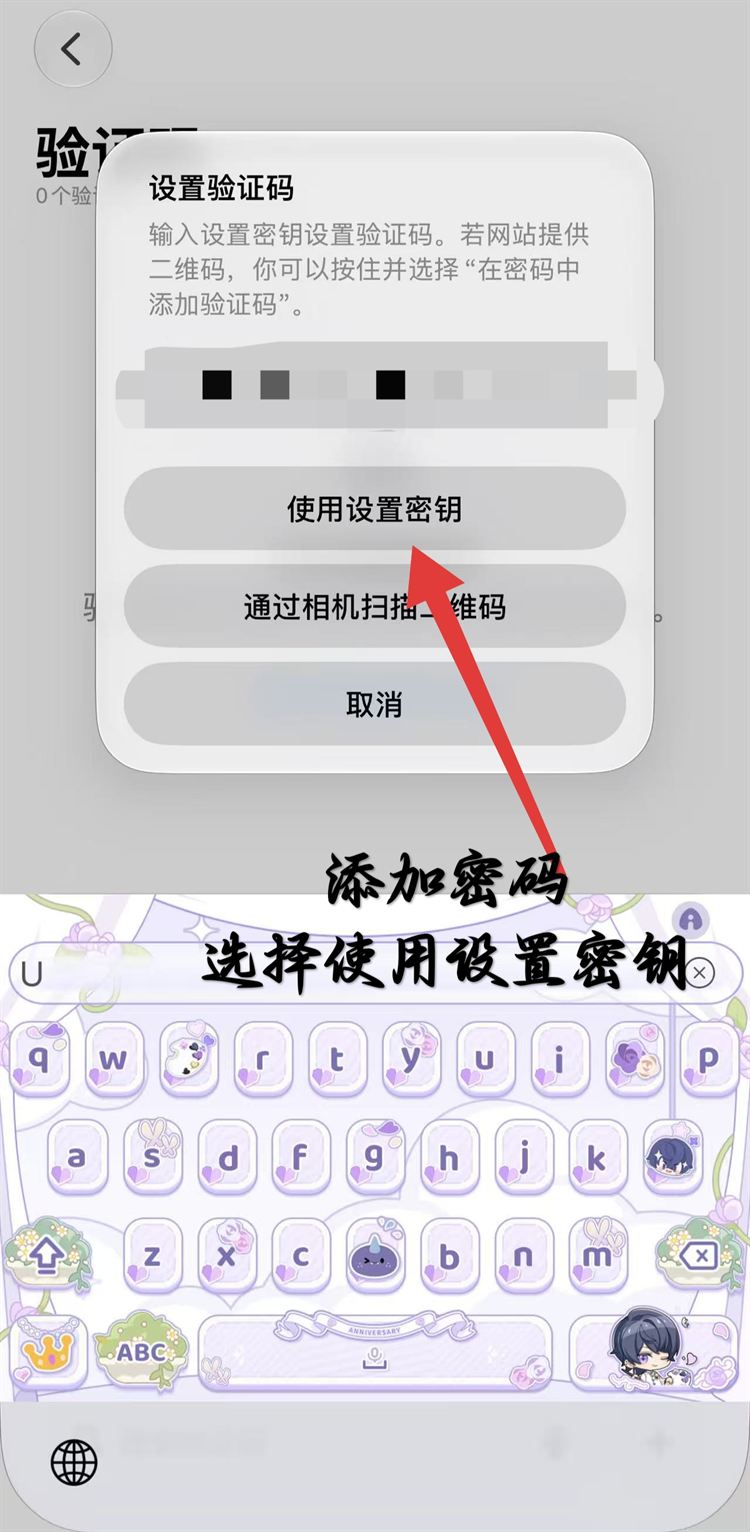 验证码
0个验
设置验证码
输入设置密钥设置验证码。若网站提供
二维码，你可以按住并选择“在密码中
添加验证码”。
使用设置密钥
通过相机扫描二维码
取消
添加密码
选择使用设置密钥
U
q w r t y u i p
a s d f g h j k
z x c b n m
ABC
ANNIVERSARY